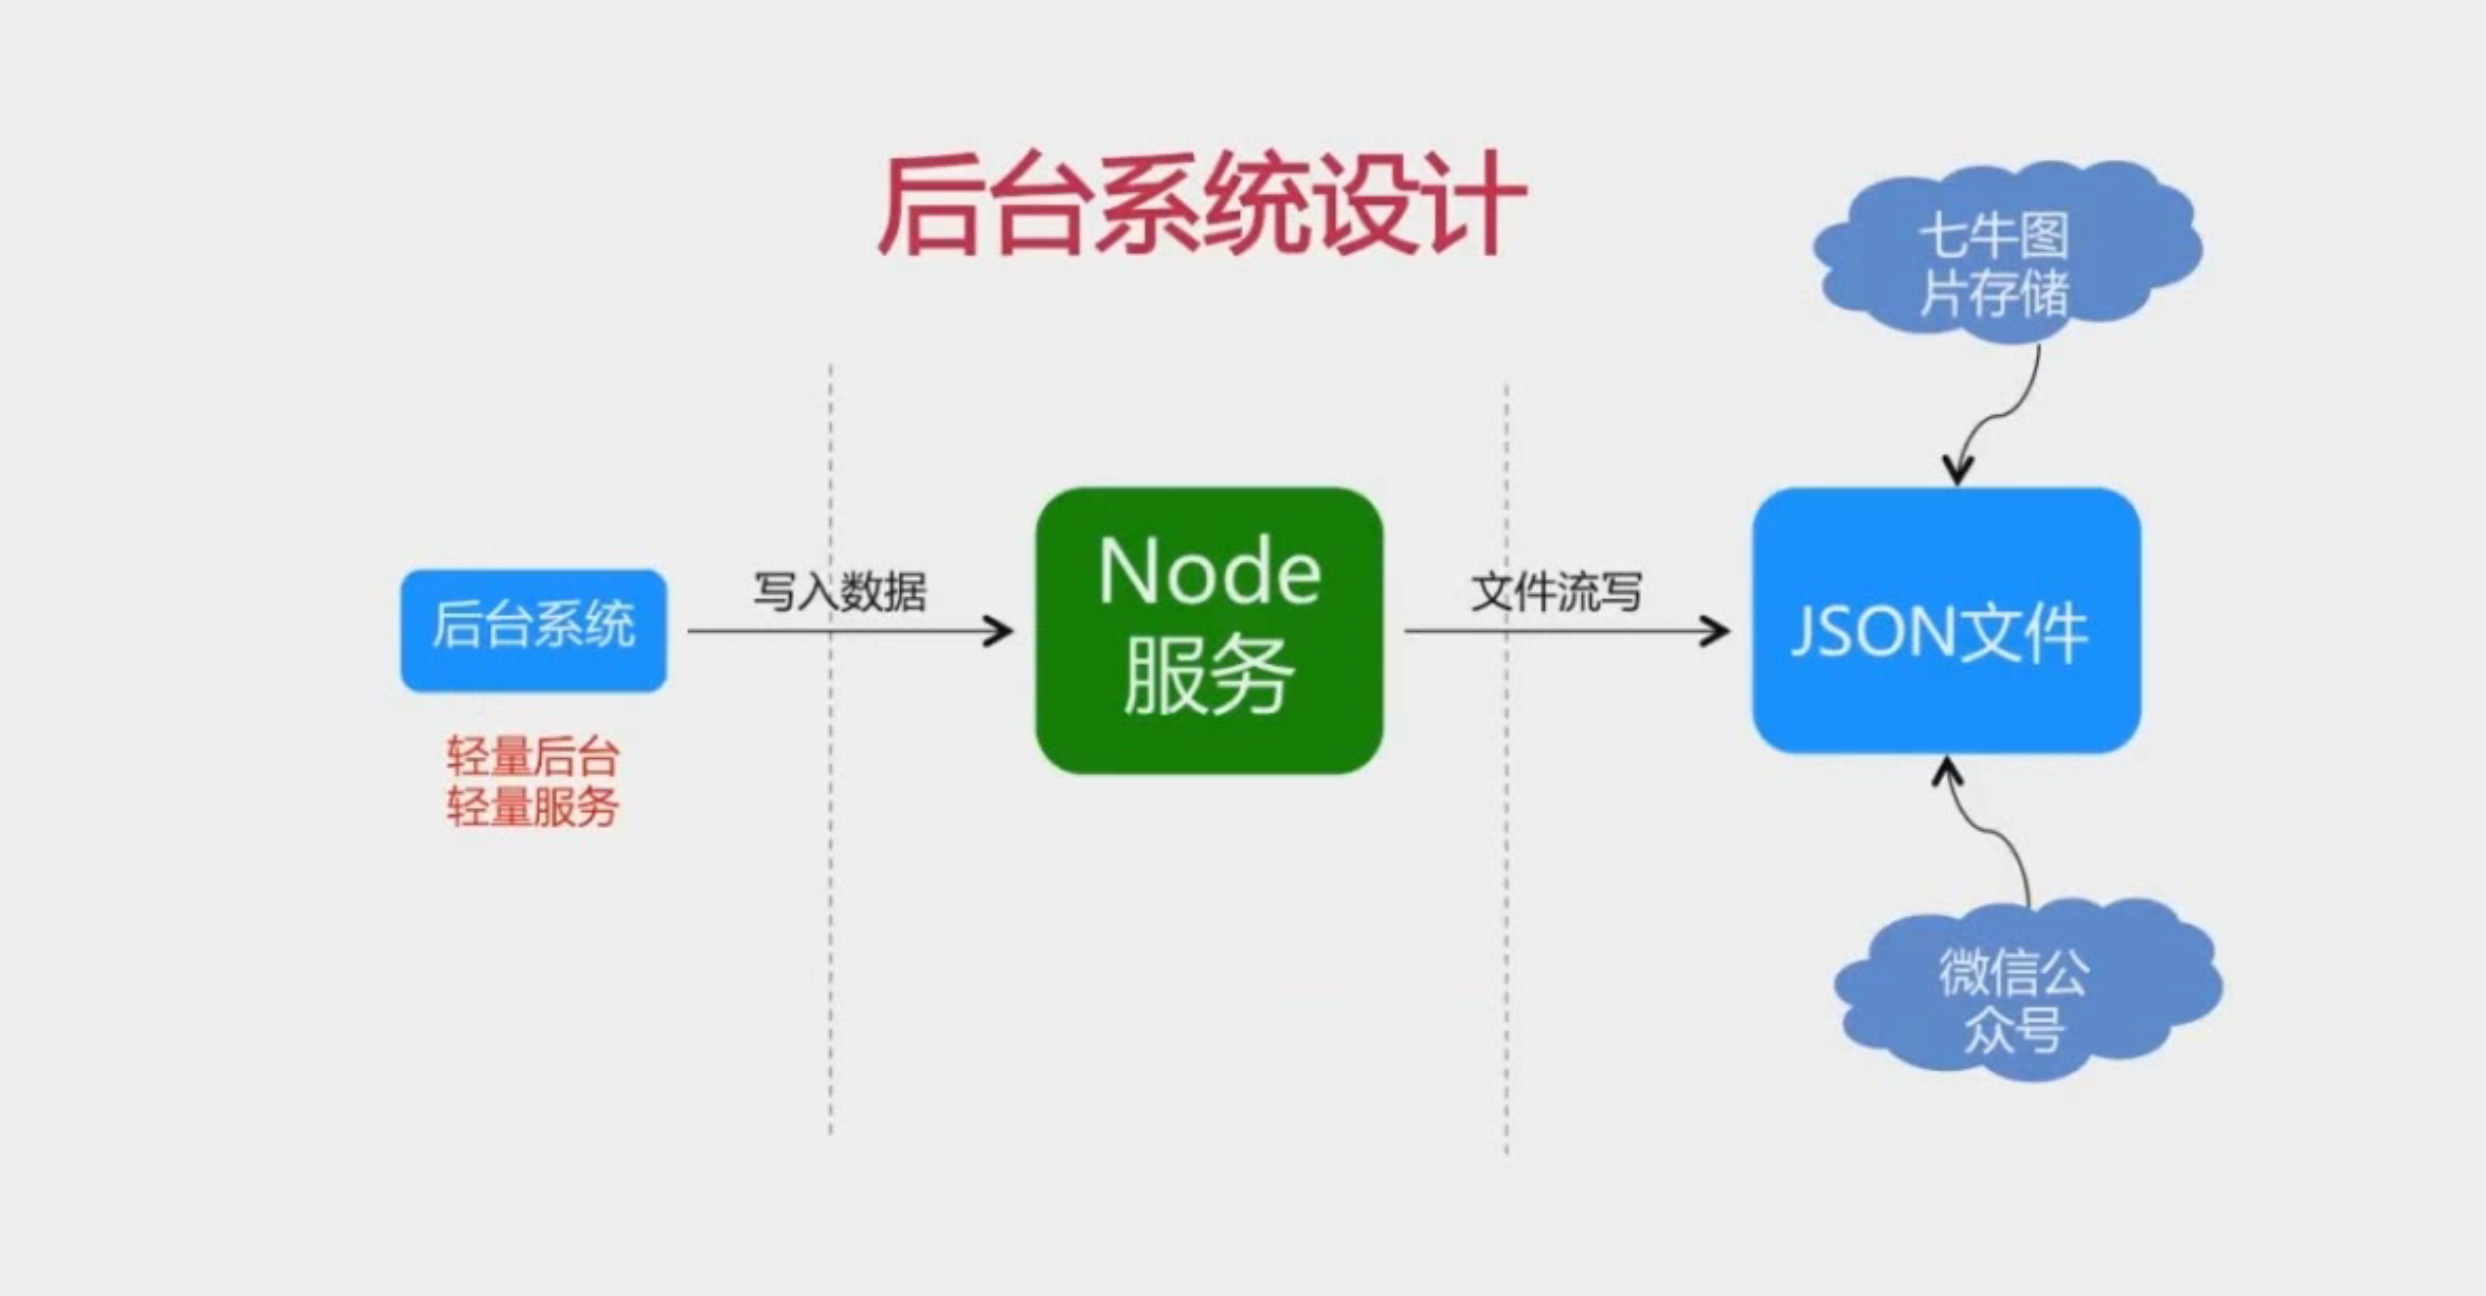 后台系统设计
七牛图
片存储
后台系统
写入数据
Node
服务
文件流写
JSON文件
轻量后台
轻量服务
微信公
众号